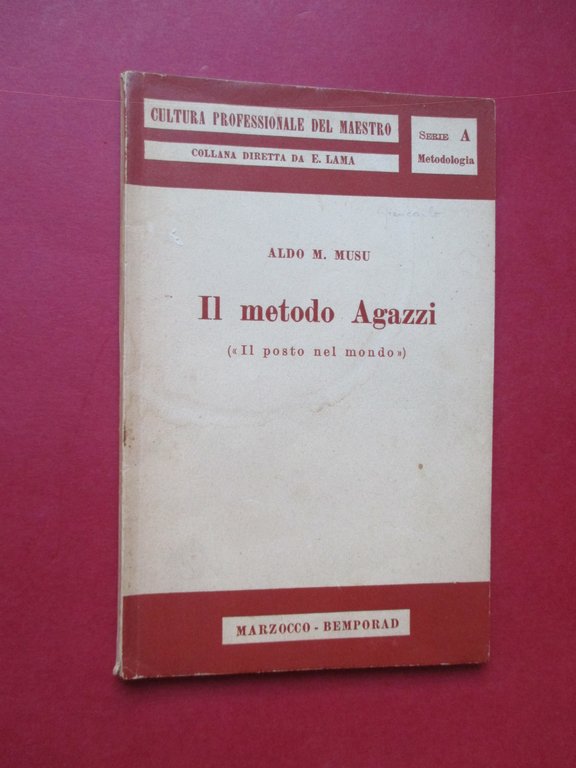 CULTURA PROFESSIONALE DEL MAESTRO
COLLANA DIRETTA DA E. LAMA
SERIE A
Metodologia
ALDO M. MUSU
Il metodo Agazzi
(«Il posto nel mondo»)
MARZOCCO - BEMPORAD